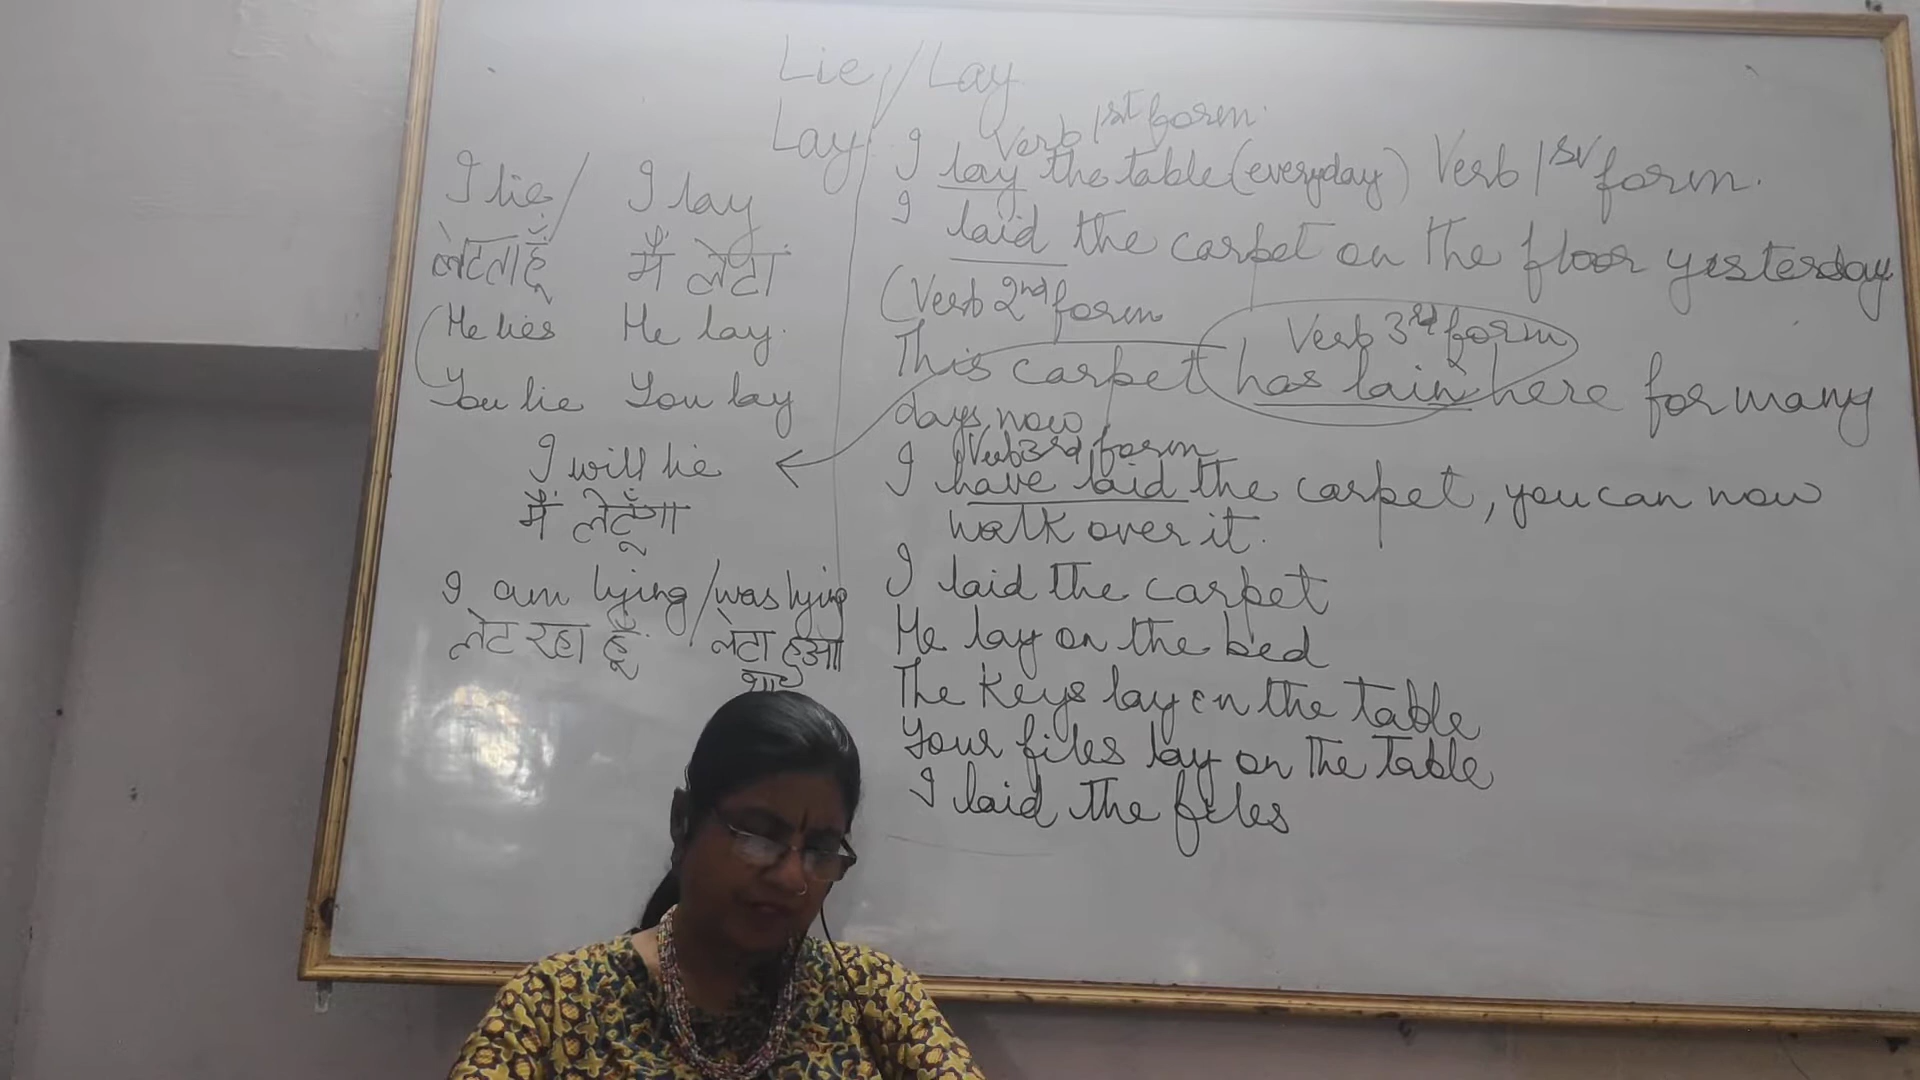 Lie / Lay
Lay
I lie / I lay
लेटता हूँ मैं लेटा
He lies He lay.
You lie You lay
I will lie
मैं लेटूँगा
I am lying / was lying
लेट रहा हूँ / लेटा हुआ
था
Verb 1st form.
I lay the table (everyday) Verb 1st form.
I laid the carpet on the floor yesterday
(Verb 2nd form
Verb 3rd form
This carpet has lain here for many
days now
Verb 3rd form
I have laid the carpet, you can now
walk over it.
I laid the carpet
He lay on the bed
The Keys lay on the table
Your files lay on the table
I laid the files